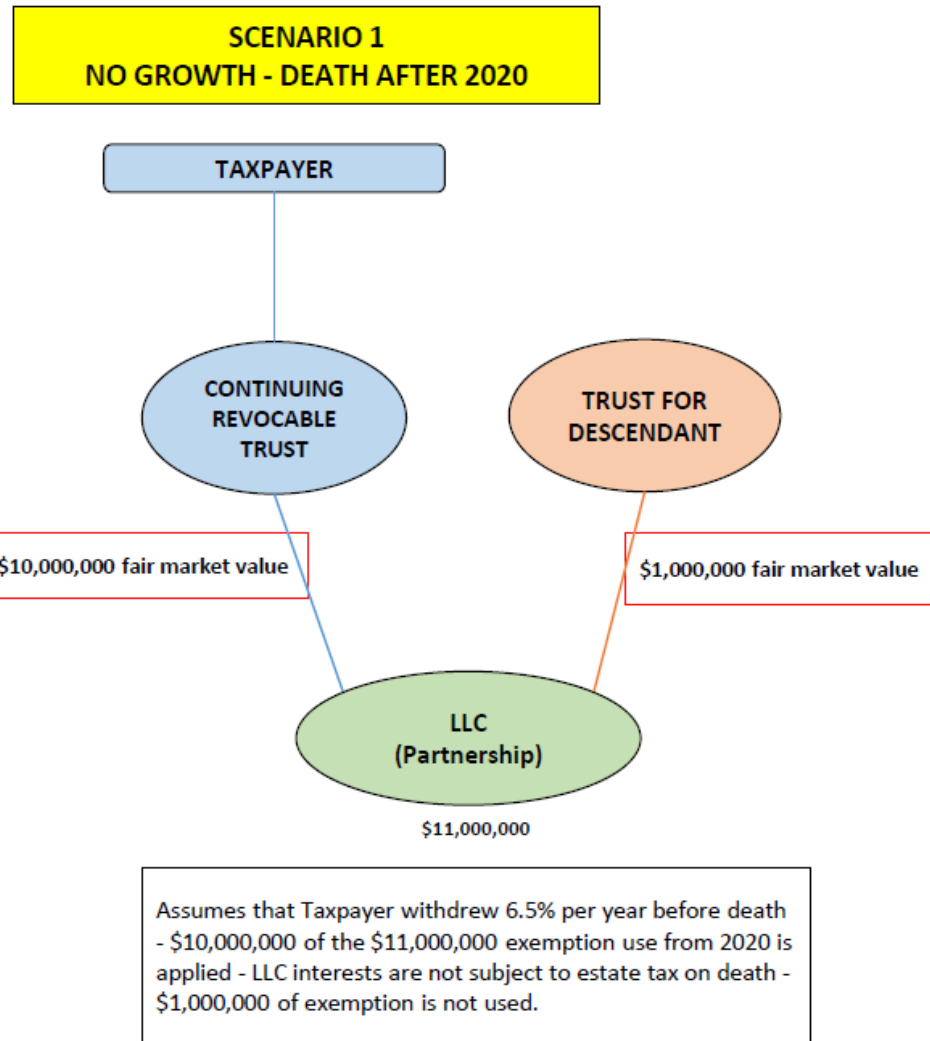 SCENARIO 1
NO GROWTH - DEATH AFTER 2020
TAXPAYER
CONTINUING
REVOCABLE
TRUST
TRUST FOR
DESCENDANT
$10,000,000 fair market value
$1,000,000 fair market value
LLC
(Partnership)
$11,000,000
Assumes that Taxpayer withdrew 6.5% per year before death
- $10,000,000 of the $11,000,000 exemption use from 2020 is
applied - LLC interests are not subject to estate tax on death -
$1,000,000 of exemption is not used.